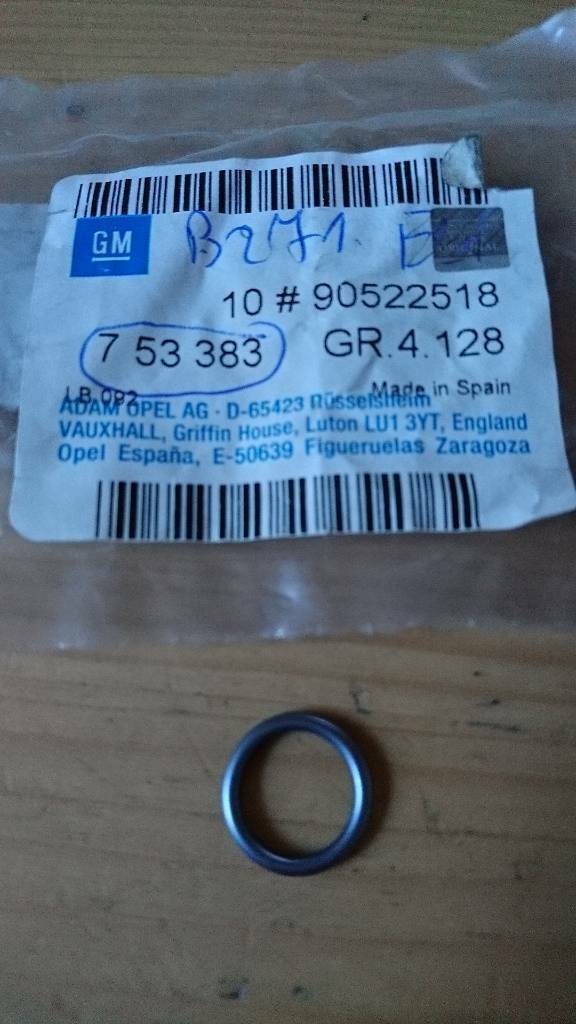 GM
B271
ORIGINAL
10 # 90522518
7 53 383 GR.4.128
LB 092 Made in Spain
ADAM OPEL AG · D-65423 Rüsselsheim
VAUXHALL, Griffin House, Luton LU1 3YT, England
Opel España, E-50639 Figueruelas Zaragoza